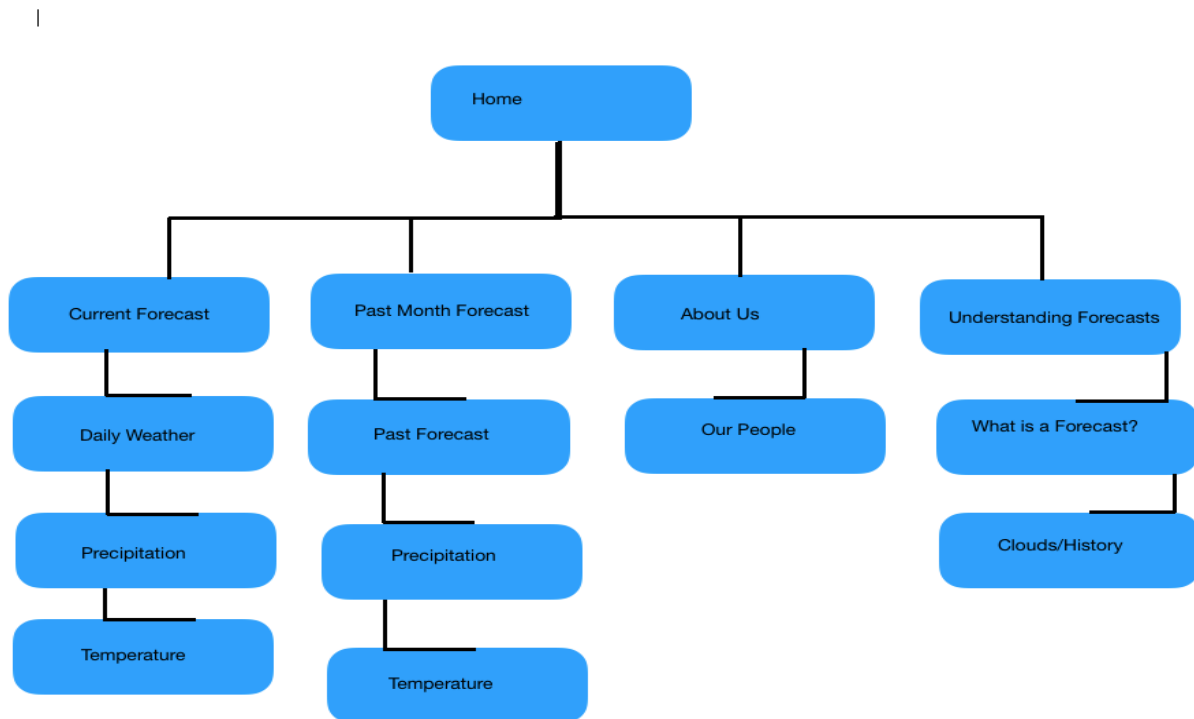 Home
Current Forecast
Past Month Forecast
About Us
Understanding Forecasts
Daily Weather
Past Forecast
Our People
What is a Forecast?
Precipitation
Precipitation
Clouds/History
Temperature
Temperature